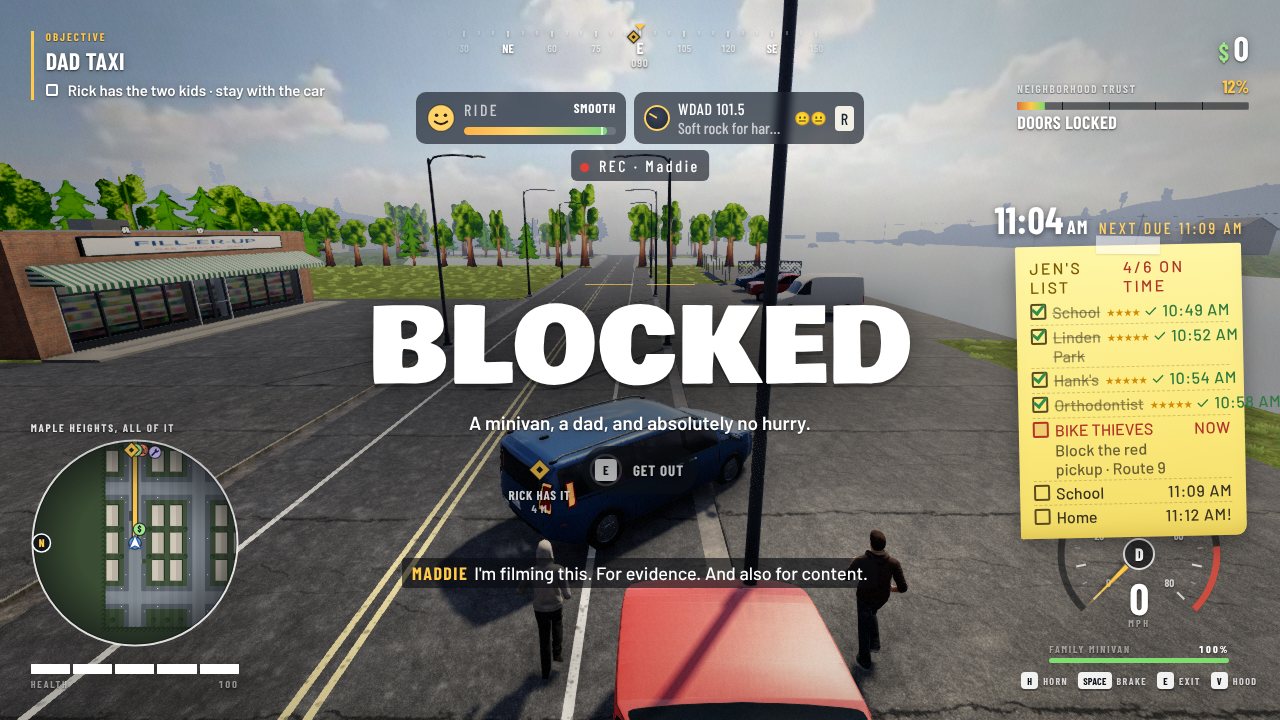 OBJECTIVE
DAD TAXI
Rick has the two kids · stay with the car
30 NE 60 75 E 105 120 SE 150
090
RIDE SMOOTH
WDAD 101.5
Soft rock for har...
R
REC · Maddie
$ 0
NEIGHBORHOOD TRUST 12%
DOORS LOCKED
11:04 AM NEXT DUE 11:09 AM
JEN'S LIST
4/6 ON TIME
School ★★★★ ✓ 10:49 AM
Linden Park ★★★★★ ✓ 10:52 AM
Hank's ★★★★★ ✓ 10:54 AM
Orthodontist ★★★★★ ✓ 10:58 AM
BIKE THIEVES NOW
Block the red
pickup · Route 9
School 11:09 AM
Home 11:12 AM!
FILL-ER-UP
BLOCKED
A minivan, a dad, and absolutely no hurry.
E GET OUT
RICK HAS IT
MADDIE I'm filming this. For evidence. And also for content.
MAPLE HEIGHTS, ALL OF IT
N
$
HEALTH 100
D
80
0
MPH
FAMILY MINIVAN 100%
H HORN SPACE BRAKE E EXIT V HOOD